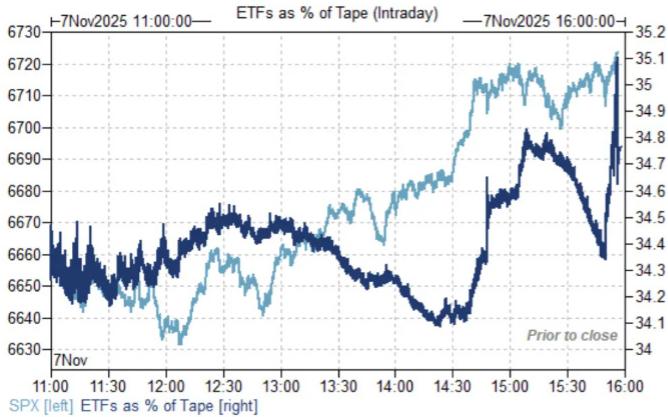 ETFs as % of Tape (Intraday)
7Nov2025 11:00:00 7Nov2025 16:00:00
6730 35.2
6720 35.1
6710 35
6700 34.9
6690 34.8
6680 34.7
6670 34.6
6660 34.5
6650 34.4
6640 34.3
6630 34.2
34.1
34
Prior to close
7Nov
11:00 11:30 12:00 12:30 13:00 13:30 14:00 14:30 15:00 15:30 16:00
SPX [left] ETFs as % of Tape [right]